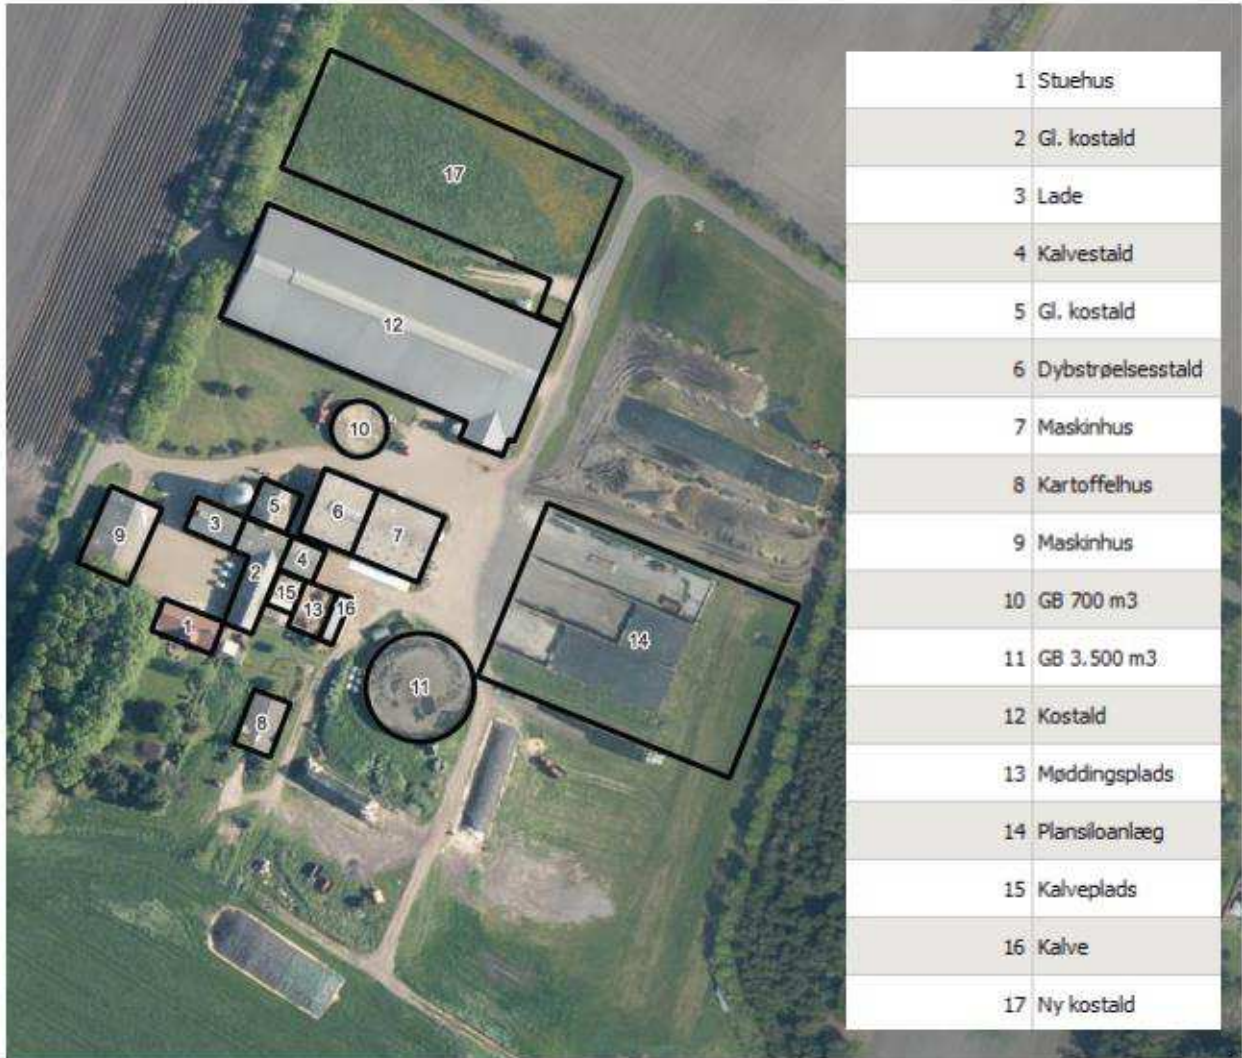 17
12
10
5
6
3
7
9
2
4
15
13
16
1
14
11
8
1 Stuehus
2 Gl. kostald
3 Lade
4 Kalvestald
5 Gl. kostald
6 Dybstrøelsesstald
7 Maskinhus
8 Kartoffelhus
9 Maskinhus
10 GB 700 m3
11 GB 3.500 m3
12 Kostald
13 Møddingsplads
14 Plansiloanlæg
15 Kalveplads
16 Kalve
17 Ny kostald